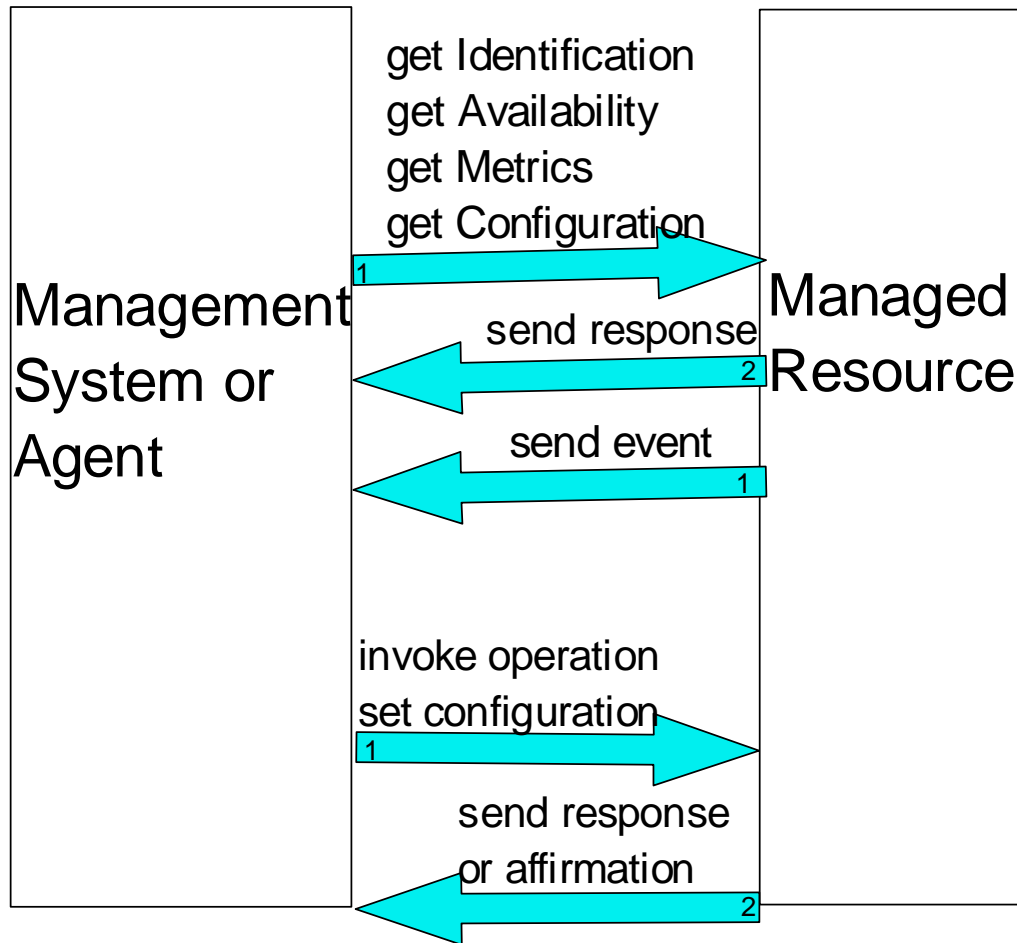 get Identification
get Availability
get Metrics
get Configuration
1
Management
System or
Agent
Managed
Resource
send response
2
send event
1
invoke operation
set configuration
1
send response
or affirmation
2